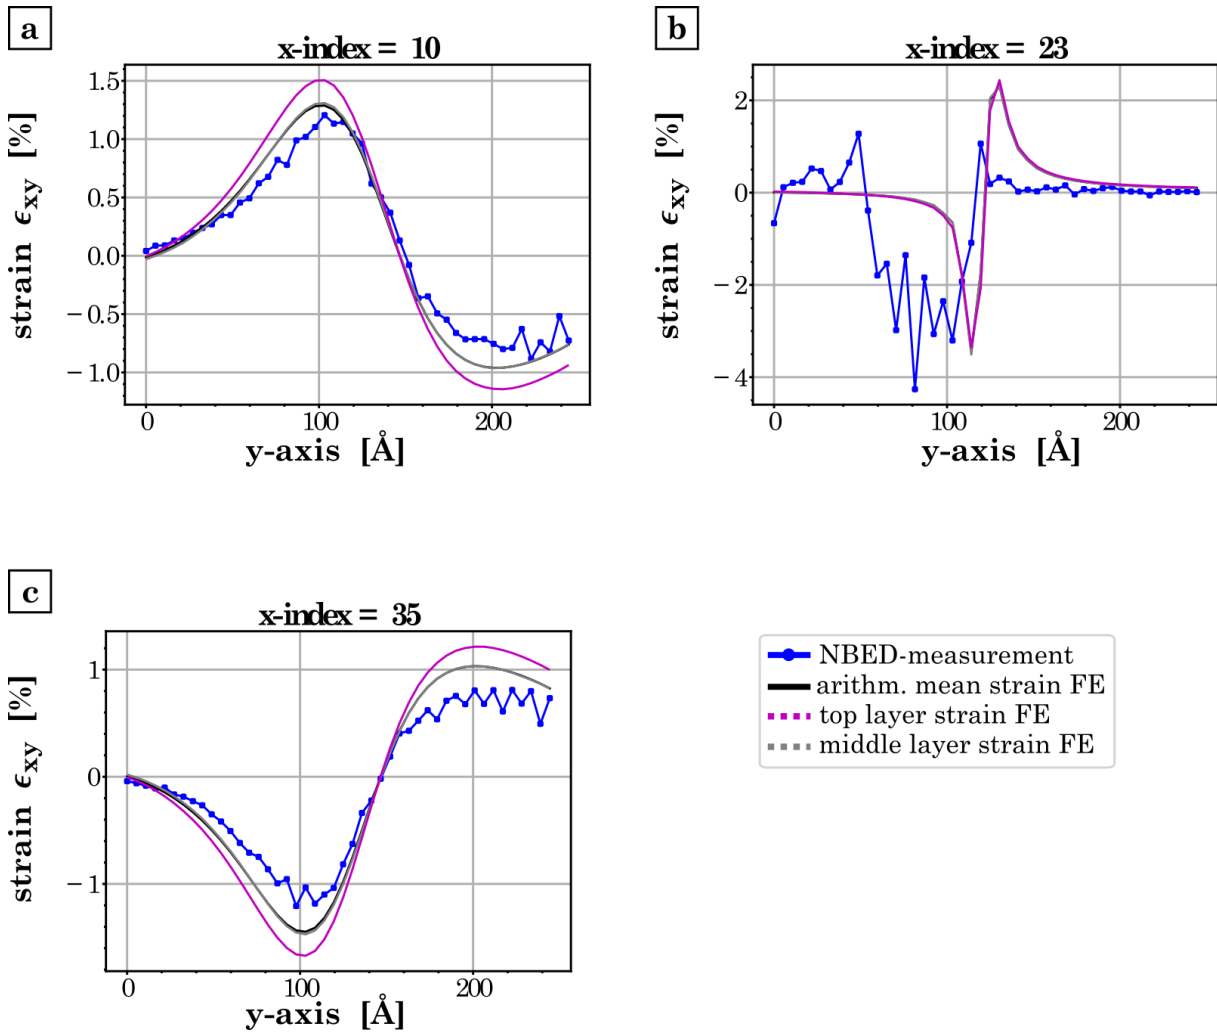 a
x-index = 10
strain ϵxy [%]
1.5
1.0
0.5
0.0
−0.5
−1.0
0
100
200
y-axis [Å]
b
x-index = 23
strain ϵxy [%]
2
0
−2
−4
0
100
200
y-axis [Å]
c
x-index = 35
strain ϵxy [%]
1
0
−1
0
100
200
y-axis [Å]
NBED-measurement
arithm. mean strain FE
top layer strain FE
middle layer strain FE